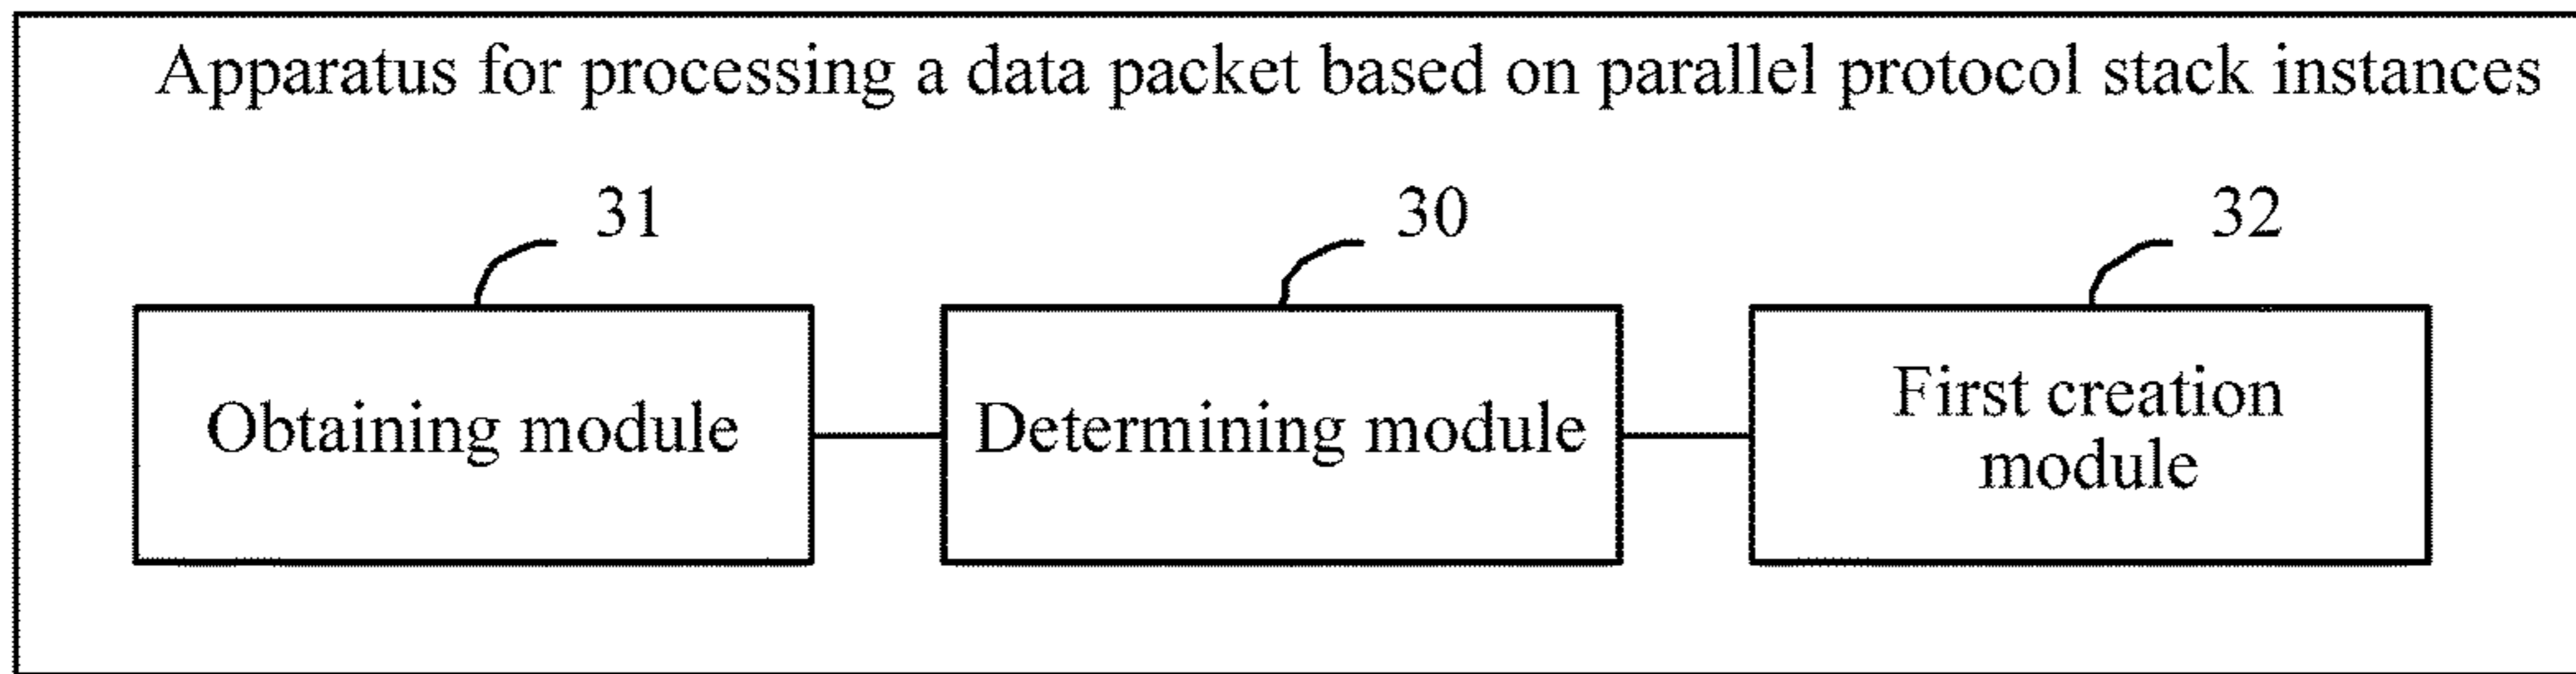 Apparatus for processing a data packet based on parallel protocol stack instances
31
30
32
Obtaining module
Determining module
First creation
module